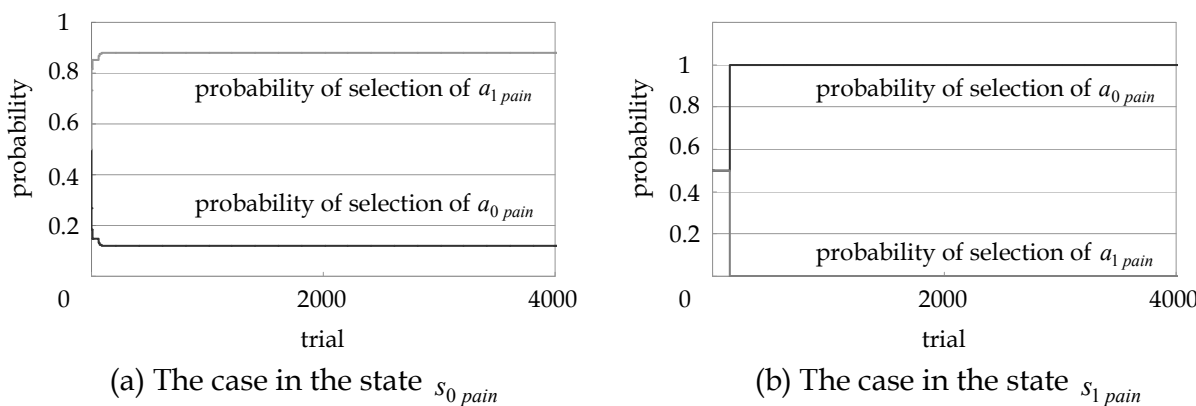 1
0.8
0.6
0.4
0.2
0
2000
4000
probability
trial
probability of selection of a1 pain
probability of selection of a0 pain
(a) The case in the state s0 pain
1
0.8
0.6
0.4
0.2
0
2000
4000
probability
trial
probability of selection of a0 pain
probability of selection of a1 pain
(b) The case in the state s1 pain